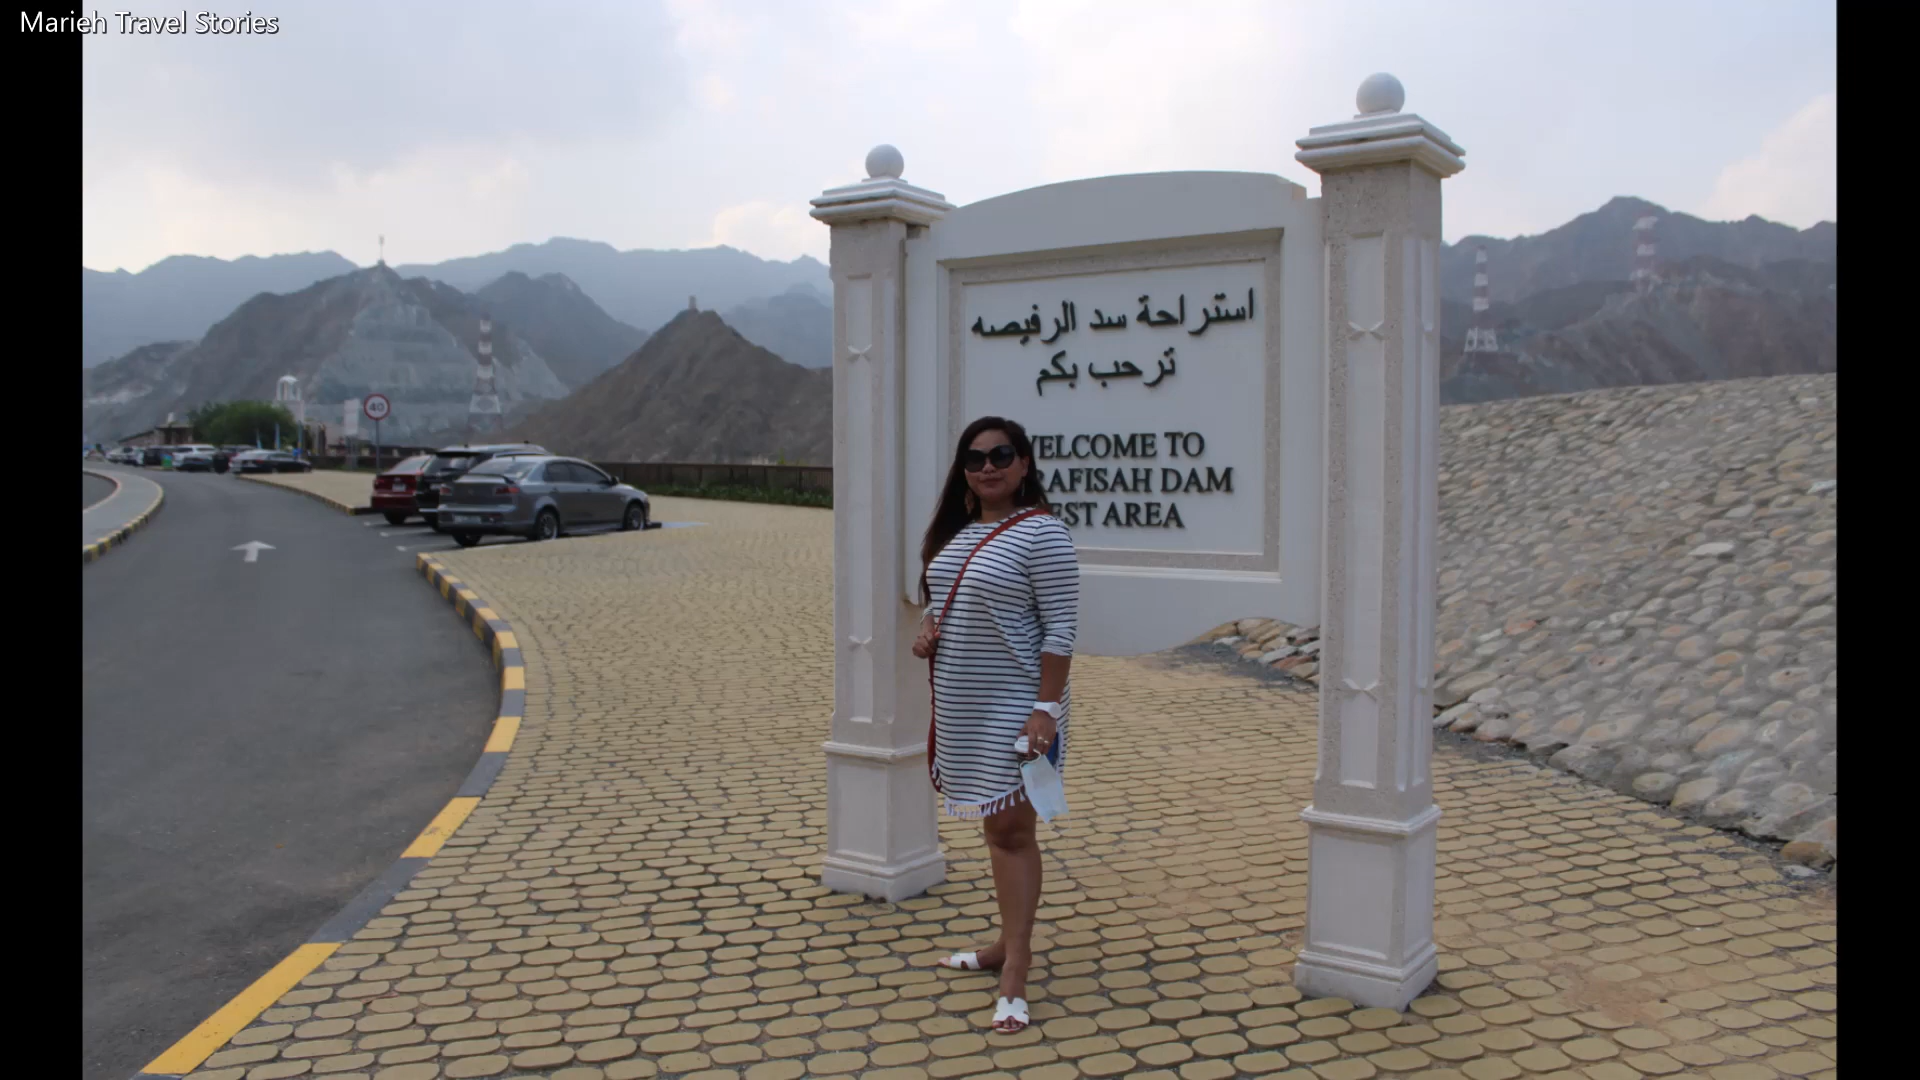 Marieh Travel Stories
استراحة سد الرفيصه
ترحب بكم
ELCOME TO
RAFISAH DAM
EST AREA
40